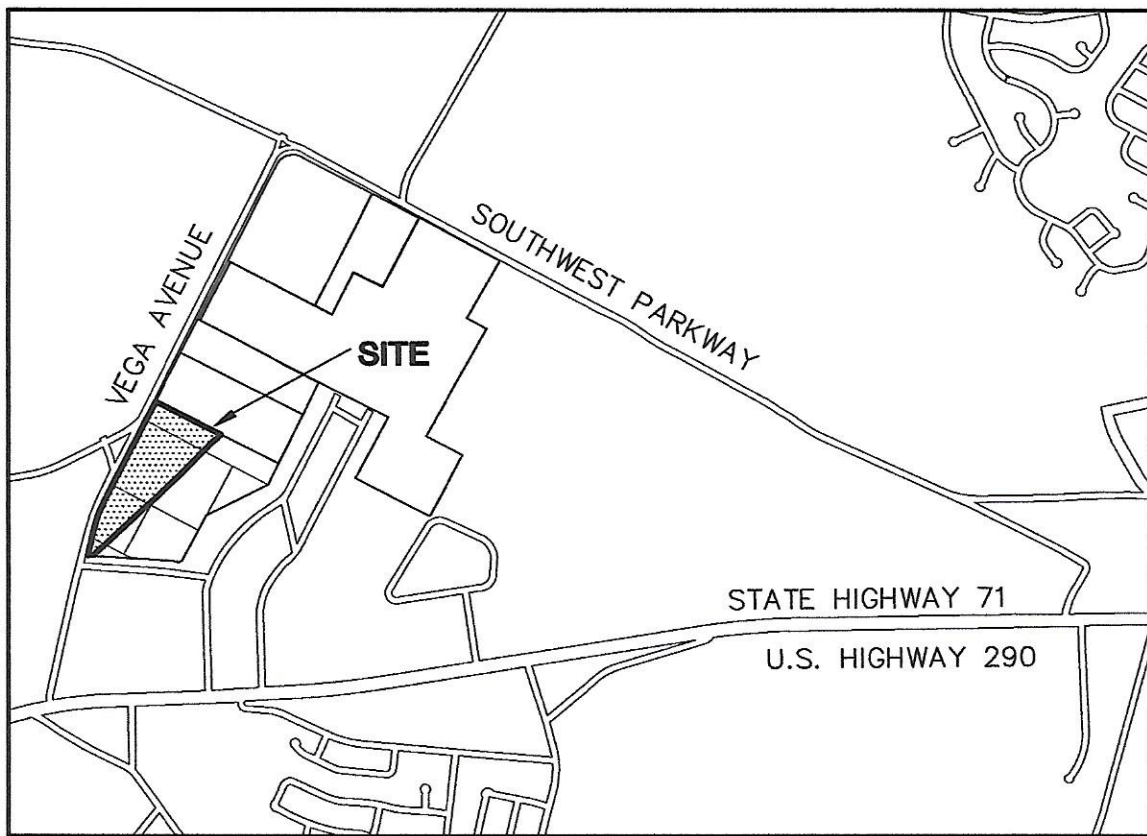 SOUTHWEST PARKWAY
VEGA AVENUE
SITE
STATE HIGHWAY 71
U.S. HIGHWAY 290